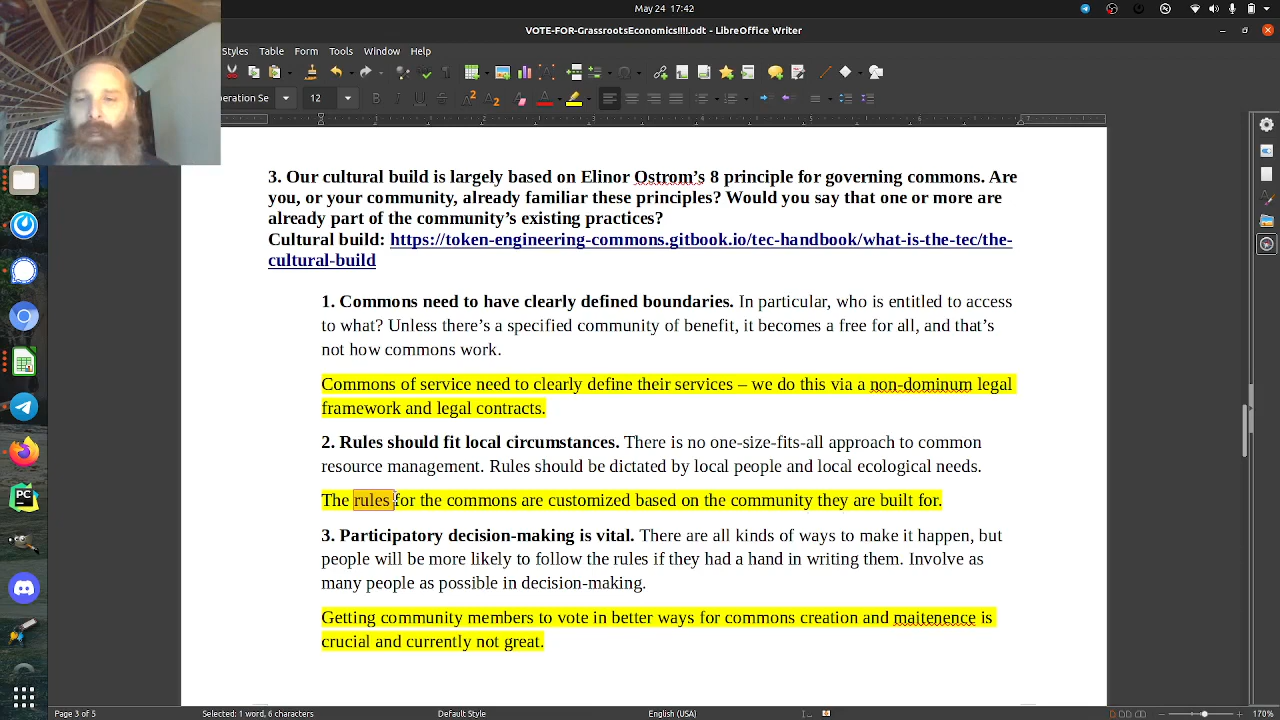 May 24 17:42
VOTE-FOR-GrassrootsEconomics!!!!.odt - LibreOffice Writer
Styles Table Form Tools Window Help
eration Se 12
3. Our cultural build is largely based on Elinor Ostrom’s 8 principle for governing commons. Are
you, or your community, already familiar these principles? Would you say that one or more are
already part of the community’s existing practices?
Cultural build: https://token-engineering-commons.gitbook.io/tec-handbook/what-is-the-tec/the-
cultural-build
1. Commons need to have clearly defined boundaries. In particular, who is entitled to access
to what? Unless there’s a specified community of benefit, it becomes a free for all, and that’s
not how commons work.
Commons of service need to clearly define their services – we do this via a non-dominum legal
framework and legal contracts.
2. Rules should fit local circumstances. There is no one-size-fits-all approach to common
resource management. Rules should be dictated by local people and local ecological needs.
The rules for the commons are customized based on the community they are built for.
3. Participatory decision-making is vital. There are all kinds of ways to make it happen, but
people will be more likely to follow the rules if they had a hand in writing them. Involve as
many people as possible in decision-making.
Getting community members to vote in better ways for commons creation and maitenence is
crucial and currently not great.
Page 3 of 5 Selected: 1 word, 6 characters Default Style English (USA) 170%